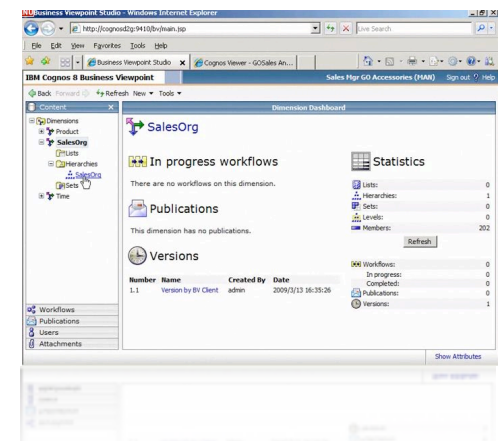 Business Viewpoint Studio - Windows Internet Explorer
http://cognosd2g:9410/bv/main.jsp
Live Search
File Edit View Favorites Tools Help
Business Viewpoint Studio
Cognos Viewer - GOSales An...
IBM Cognos 8 Business Viewpoint
Sales Mgr GO Accessories (MAN) Sign out ? Help
Back Forward Refresh New Tools
Content X
Dimension Dashboard
Dimensions
Product
SalesOrg
Lists
Hierarchies
SalesOrg
Sets
Time
SalesOrg
In progress workflows
There are no workflows on this dimension.
Publications
This dimension has no publications.
Versions
Number Name Created By Date
1.1 Version by BV Client admin 2009/3/13 16:35:26
Statistics
Lists: 0
Hierarchies: 1
Sets: 0
Levels: 0
Members: 202
Refresh
Workflows: 0
In progress: 0
Completed: 0
Publications: 0
Versions: 1
Workflows
Publications
Users
Attachments
Show Attributes